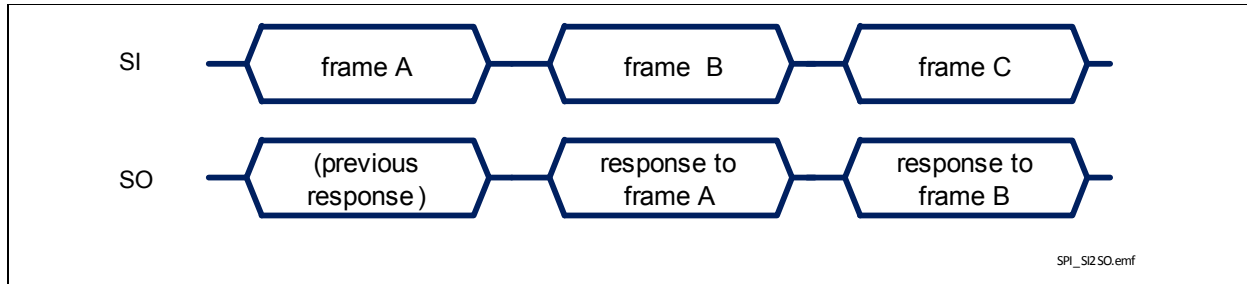 SI
frame A
frame B
frame C
SO
(previous
response)
response to
frame A
response to
frame B
SPI_SI2SO.emf